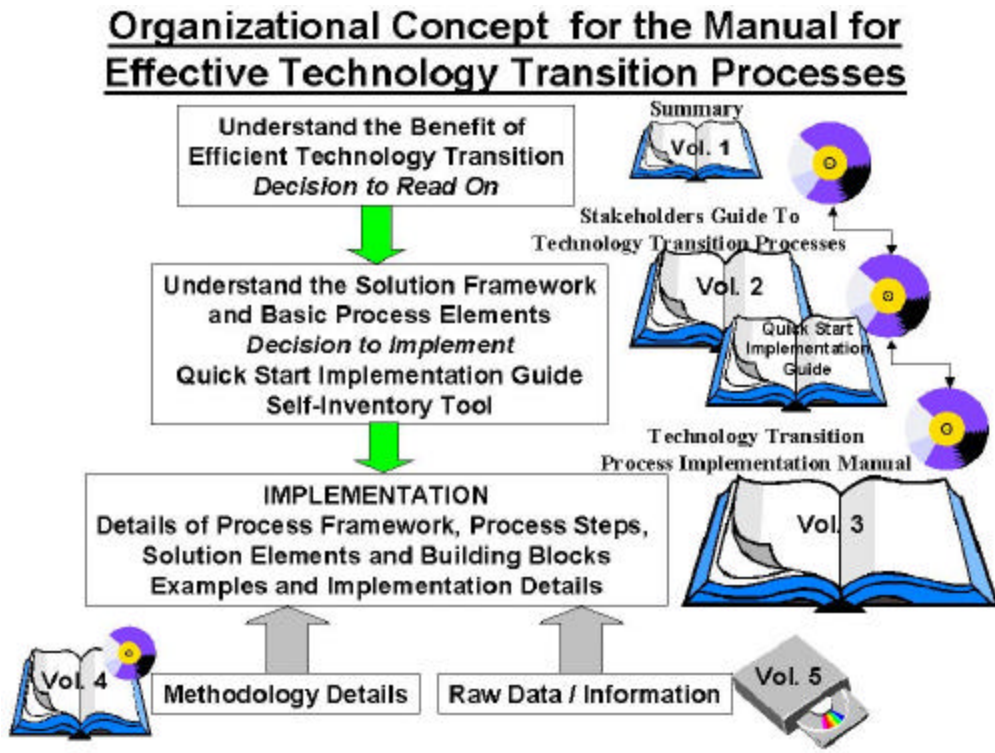 Organizational Concept for the Manual for
Effective Technology Transition Processes
Understand the Benefit of
Efficient Technology Transition
Decision to Read On
Summary
Vol. 1
Stakeholders Guide To
Technology Transition Processes
Vol. 2
Understand the Solution Framework
and Basic Process Elements
Decision to Implement
Quick Start Implementation Guide
Self-Inventory Tool
Quick Start
Implementation
Guide
Technology Transition
Process Implementation Manual
Vol. 3
IMPLEMENTATION
Details of Process Framework, Process Steps,
Solution Elements and Building Blocks
Examples and Implementation Details
Vol. 4
Methodology Details
Raw Data / Information
Vol. 5